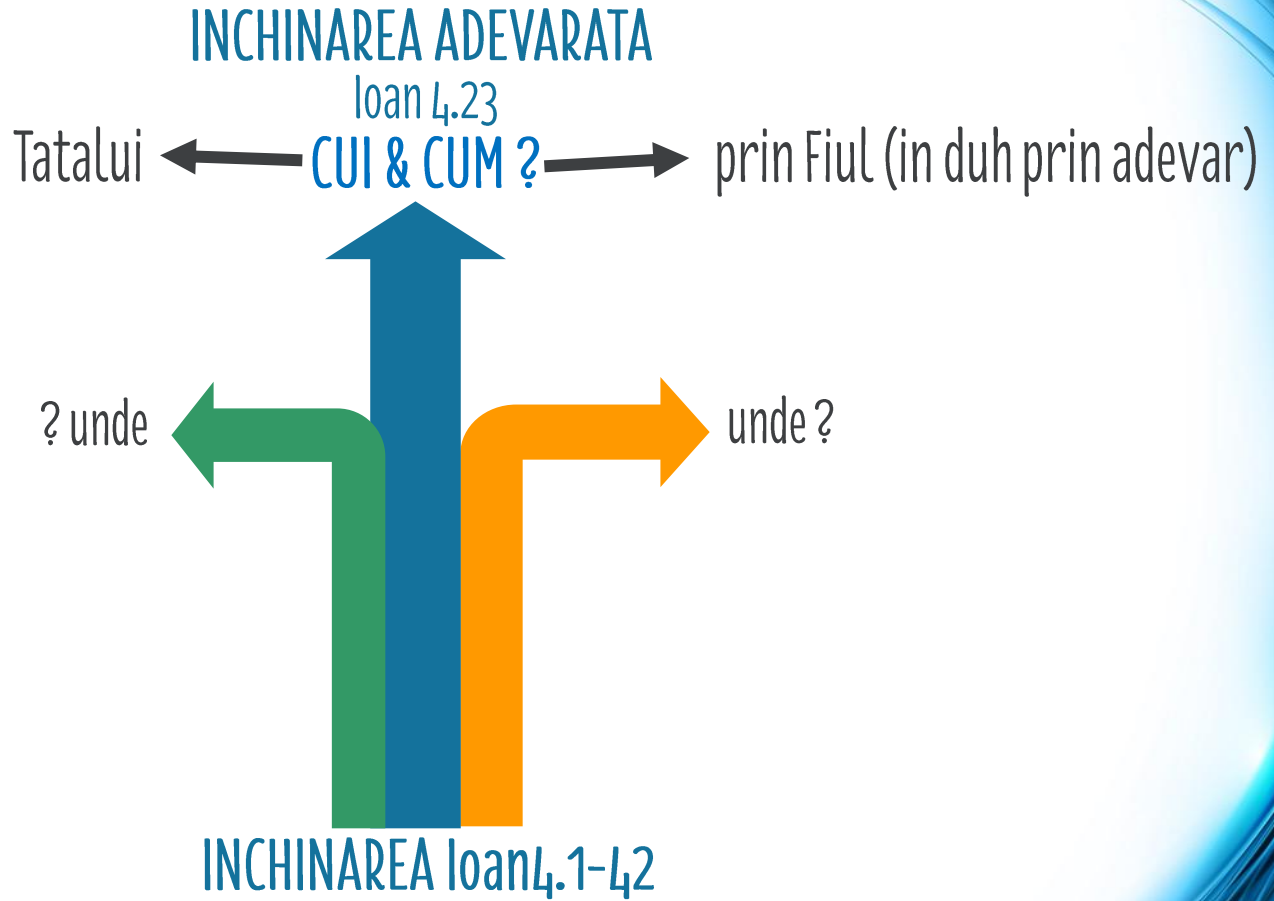 INCHINAREA ADEVARATA
Ioan 4.23
Tatalui CUI & CUM ? prin Fiul (in duh prin adevar)
? unde unde ?
INCHINAREA Ioan4.1-42